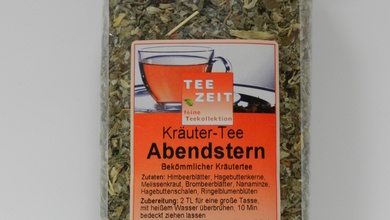 TEE
ZEIT
feine
Teekollektion
Kräuter-Tee
Abendstern
Bekömmlicher Kräutertee
Zutaten: Himbeerblätter, Hagebuttenkerne,
Melissenkraut, Brombeerblätter, Nanaminze,
Hagebuttenschalen, Ringelblumenblüten
Zubereitung: 2 TL für eine große Tasse,
mit heißem Wasser überbrühen, 10 Min
bedeckt ziehen lassen